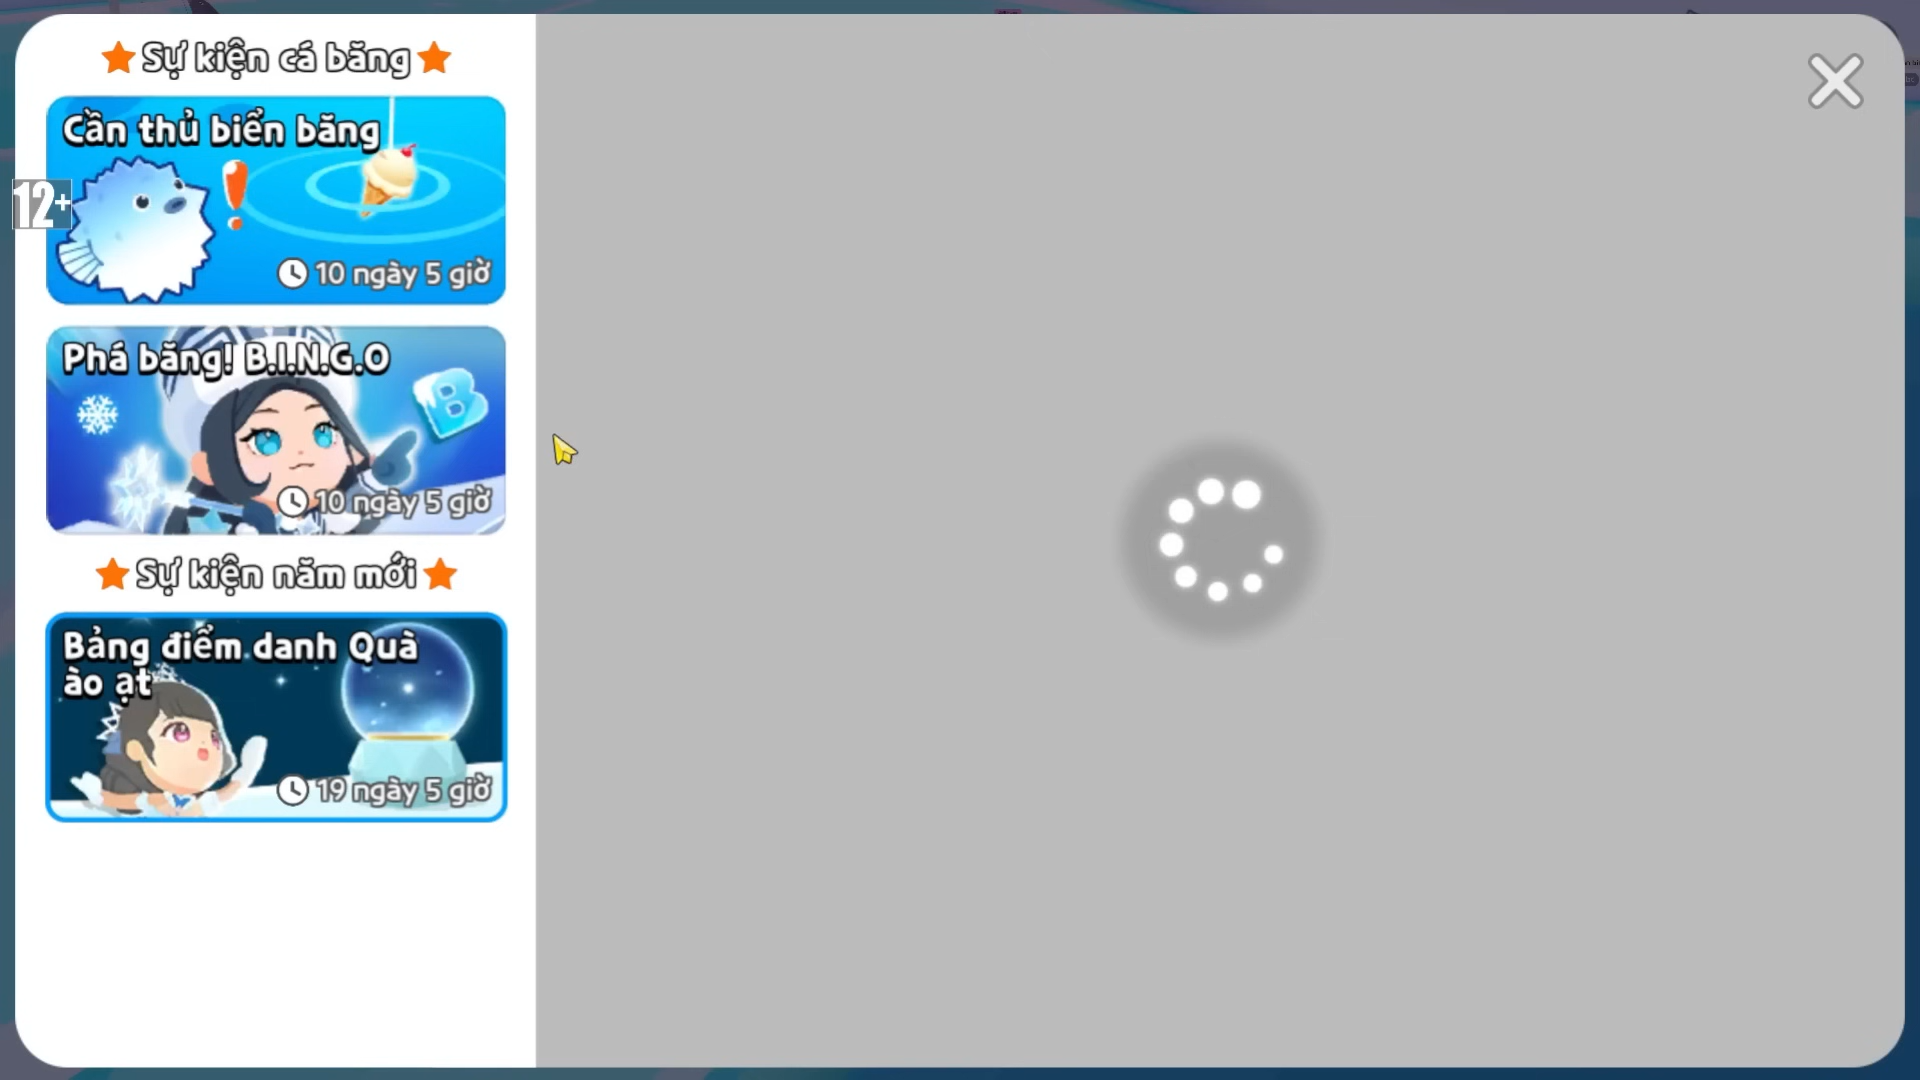 Sự kiện cá băng
Cần thủ biển băng
12+
10 ngày 5 giờ
Phá băng! B.I.N.G.O
B
10 ngày 5 giờ
Sự kiện năm mới
Bảng điểm danh Quà
ào ạt
19 ngày 5 giờ